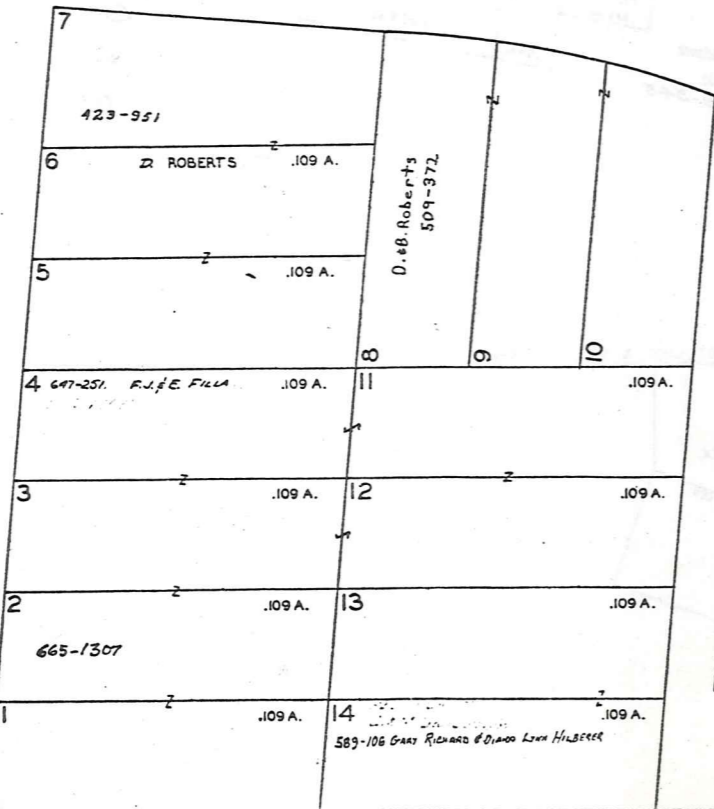 7
423-951
6 D. ROBERTS .109 A.
5 .109 A.
D. & B. Roberts
509-372
8
9
10
4 647-251. F.J. & E. FILLA .109 A.
11 .109 A.
3 .109 A.
12 .109 A.
2 .109 A.
13 .109 A.
665-1307
1 .109 A.
14 .109 A.
589-106 GARY RICHARD & LYNN HILBERER